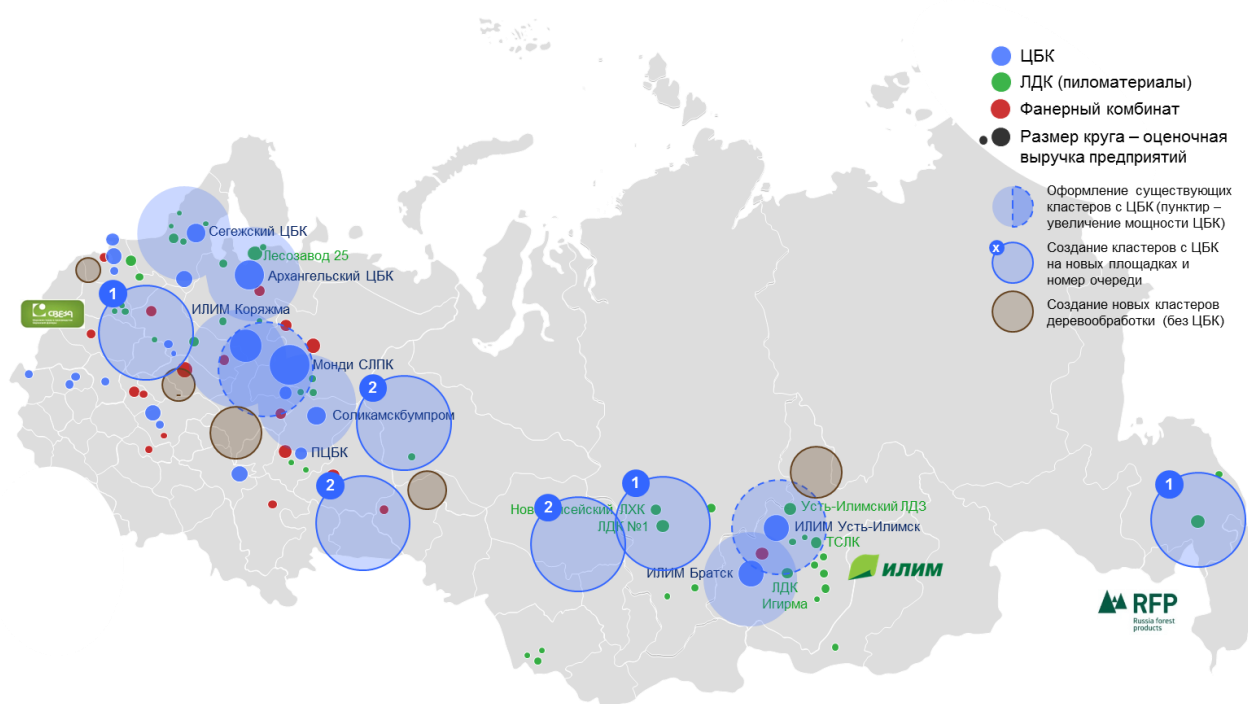 ЦБК
ЛДК (пиломатериалы)
Фанерный комбинат
Размер круга – оценочная
выручка предприятий
Оформление существующих
кластеров с ЦБК (пунктир –
увеличение мощности ЦБК)
x
Создание кластеров с ЦБК
на новых площадках и
номер очереди
Создание новых кластеров
деревообработки (без ЦБК)
Сегежский ЦБК
Лесозавод 25
Архангельский ЦБК
1
СВЕЗА
ИЛИМ Коряжма
Монди СЛПК
2
Соликамскбумпром
ПЦБК
2
2
1
1
Усть-Илимский ЛДЗ
ЛДК №1
ИЛИМ Усть-Илимск
ТСЛК
ИЛИМ Братск
ЛДК
Игирма
ИЛИМ
RFP
Russia forest
products